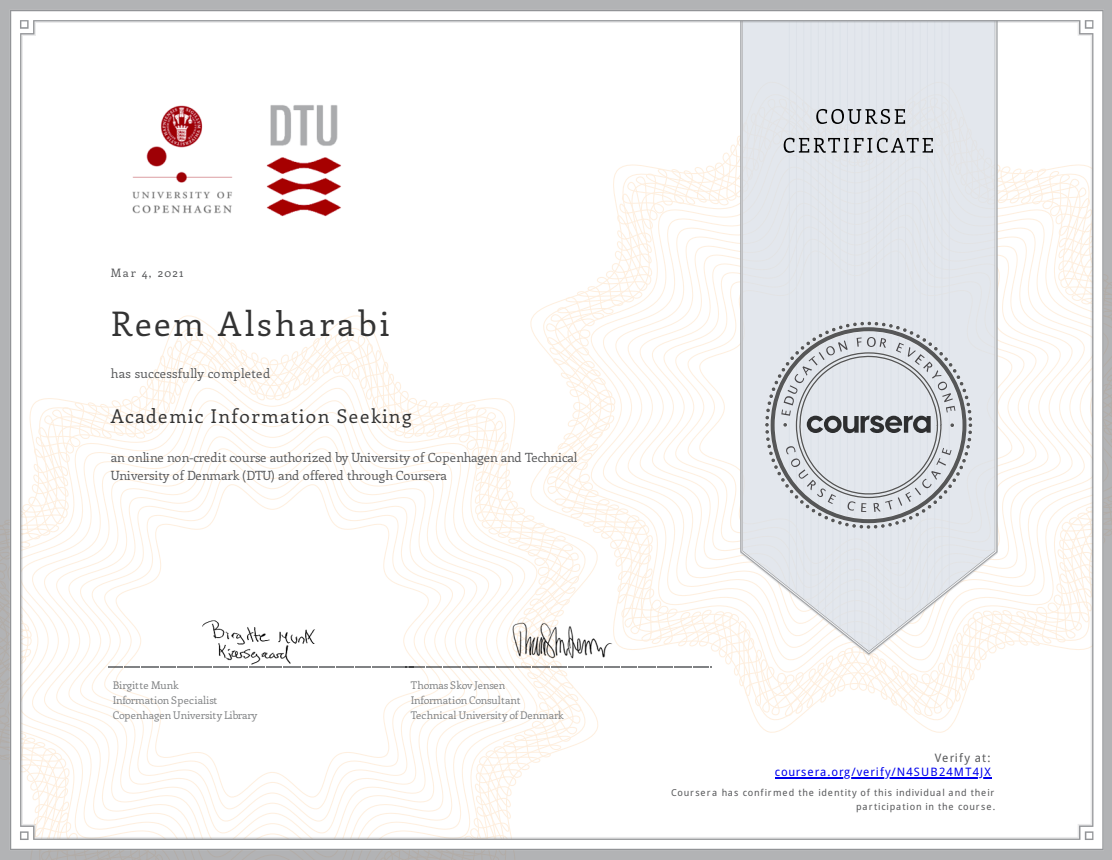 UNIVERSITY OF
COPENHAGEN
DTU
COURSE
CERTIFICATE
Mar 4, 2021
Reem Alsharabi
has successfully completed
Academic Information Seeking
an online non-credit course authorized by University of Copenhagen and Technical
University of Denmark (DTU) and offered through Coursera
EDUCATION FOR EVERYONE
coursera
COURSE CERTIFICATE
Birgitte Munk
Kjærsgaard
Birgitte Munk
Information Specialist
Copenhagen University Library
Thomas Skov Jensen
Information Consultant
Technical University of Denmark
Verify at:
coursera.org/verify/N4SUB24MT4JX
Coursera has confirmed the identity of this individual and their
participation in the course.